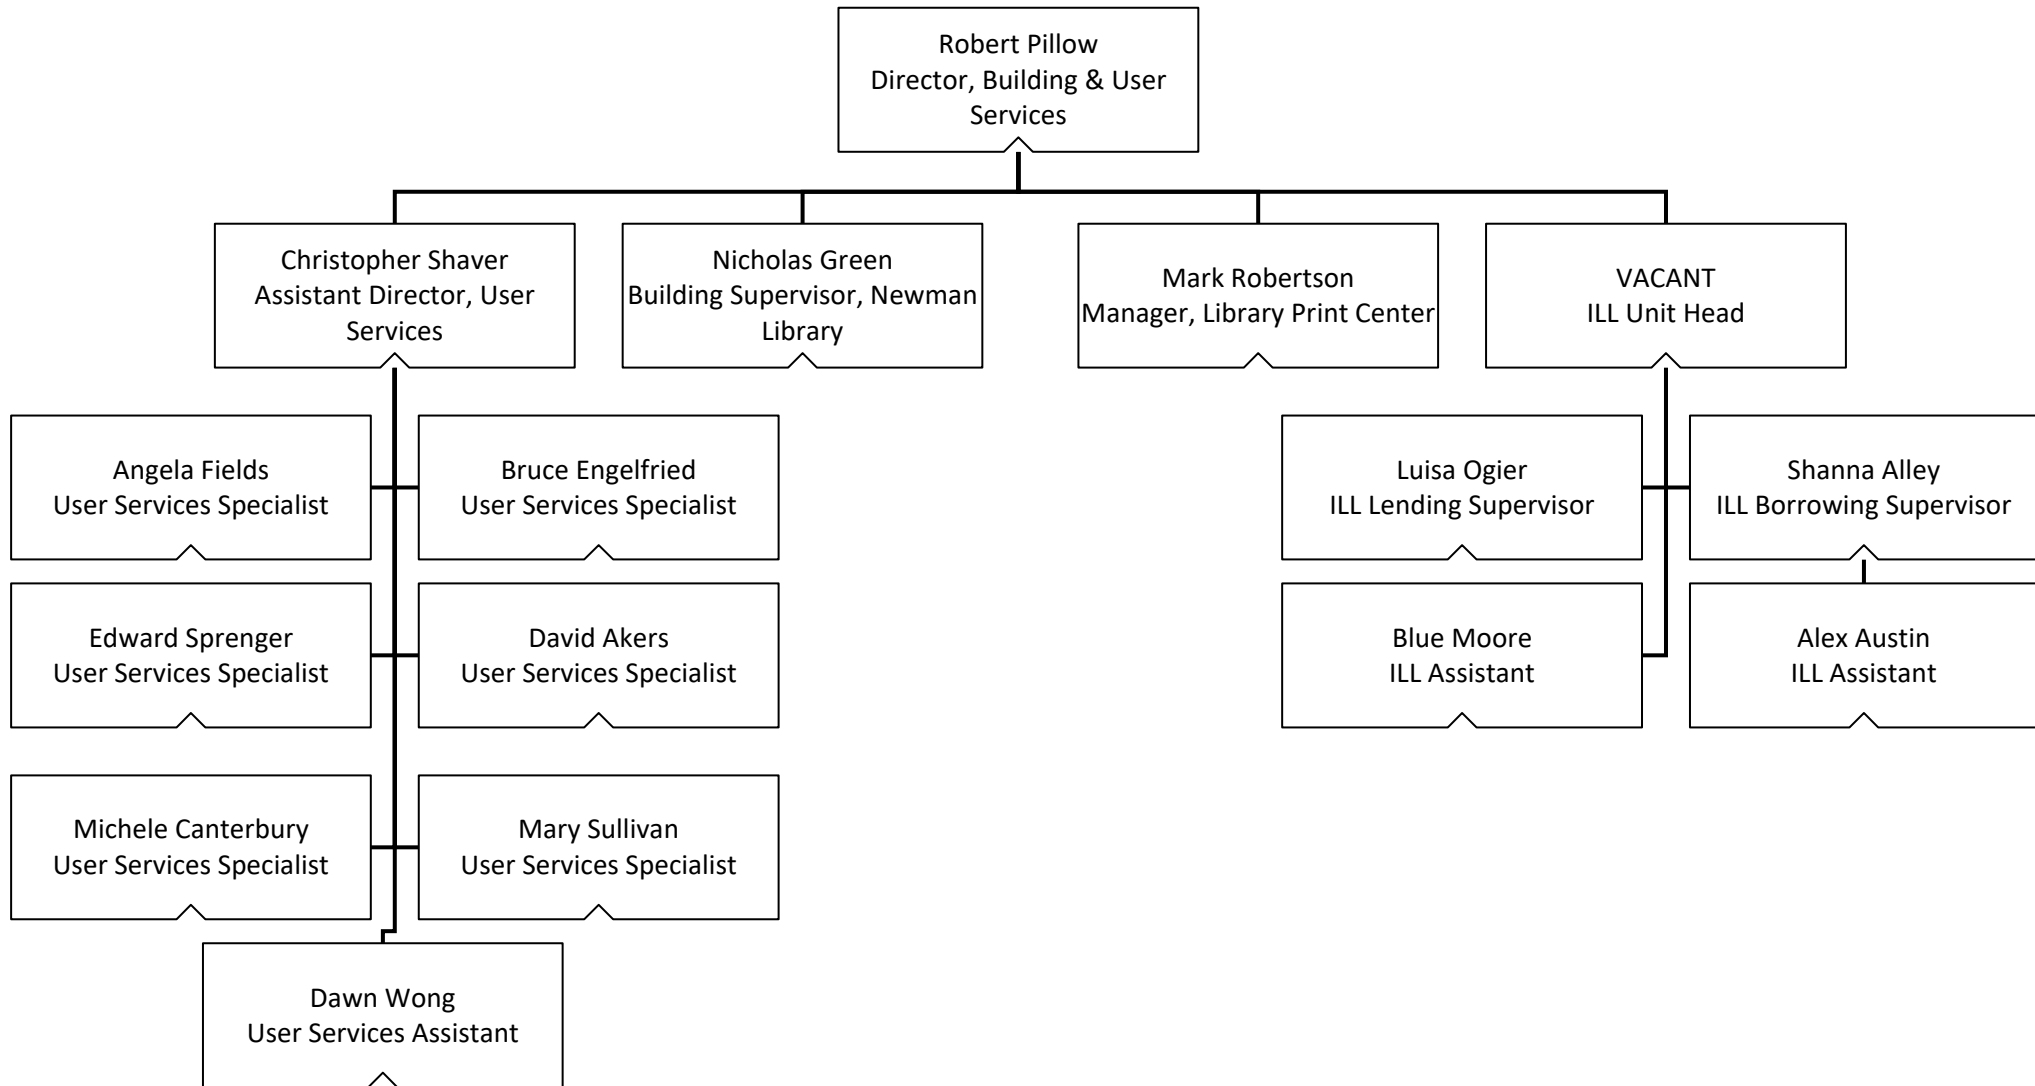 Robert Pillow
Director, Building & User
Services
Christopher Shaver
Assistant Director, User
Services
Nicholas Green
Building Supervisor, Newman
Library
Mark Robertson
Manager, Library Print Center
VACANT
ILL Unit Head
Angela Fields
User Services Specialist
Bruce Engelfried
User Services Specialist
Luisa Ogier
ILL Lending Supervisor
Shanna Alley
ILL Borrowing Supervisor
Edward Sprenger
User Services Specialist
David Akers
User Services Specialist
Blue Moore
ILL Assistant
Alex Austin
ILL Assistant
Michele Canterbury
User Services Specialist
Mary Sullivan
User Services Specialist
Dawn Wong
User Services Assistant